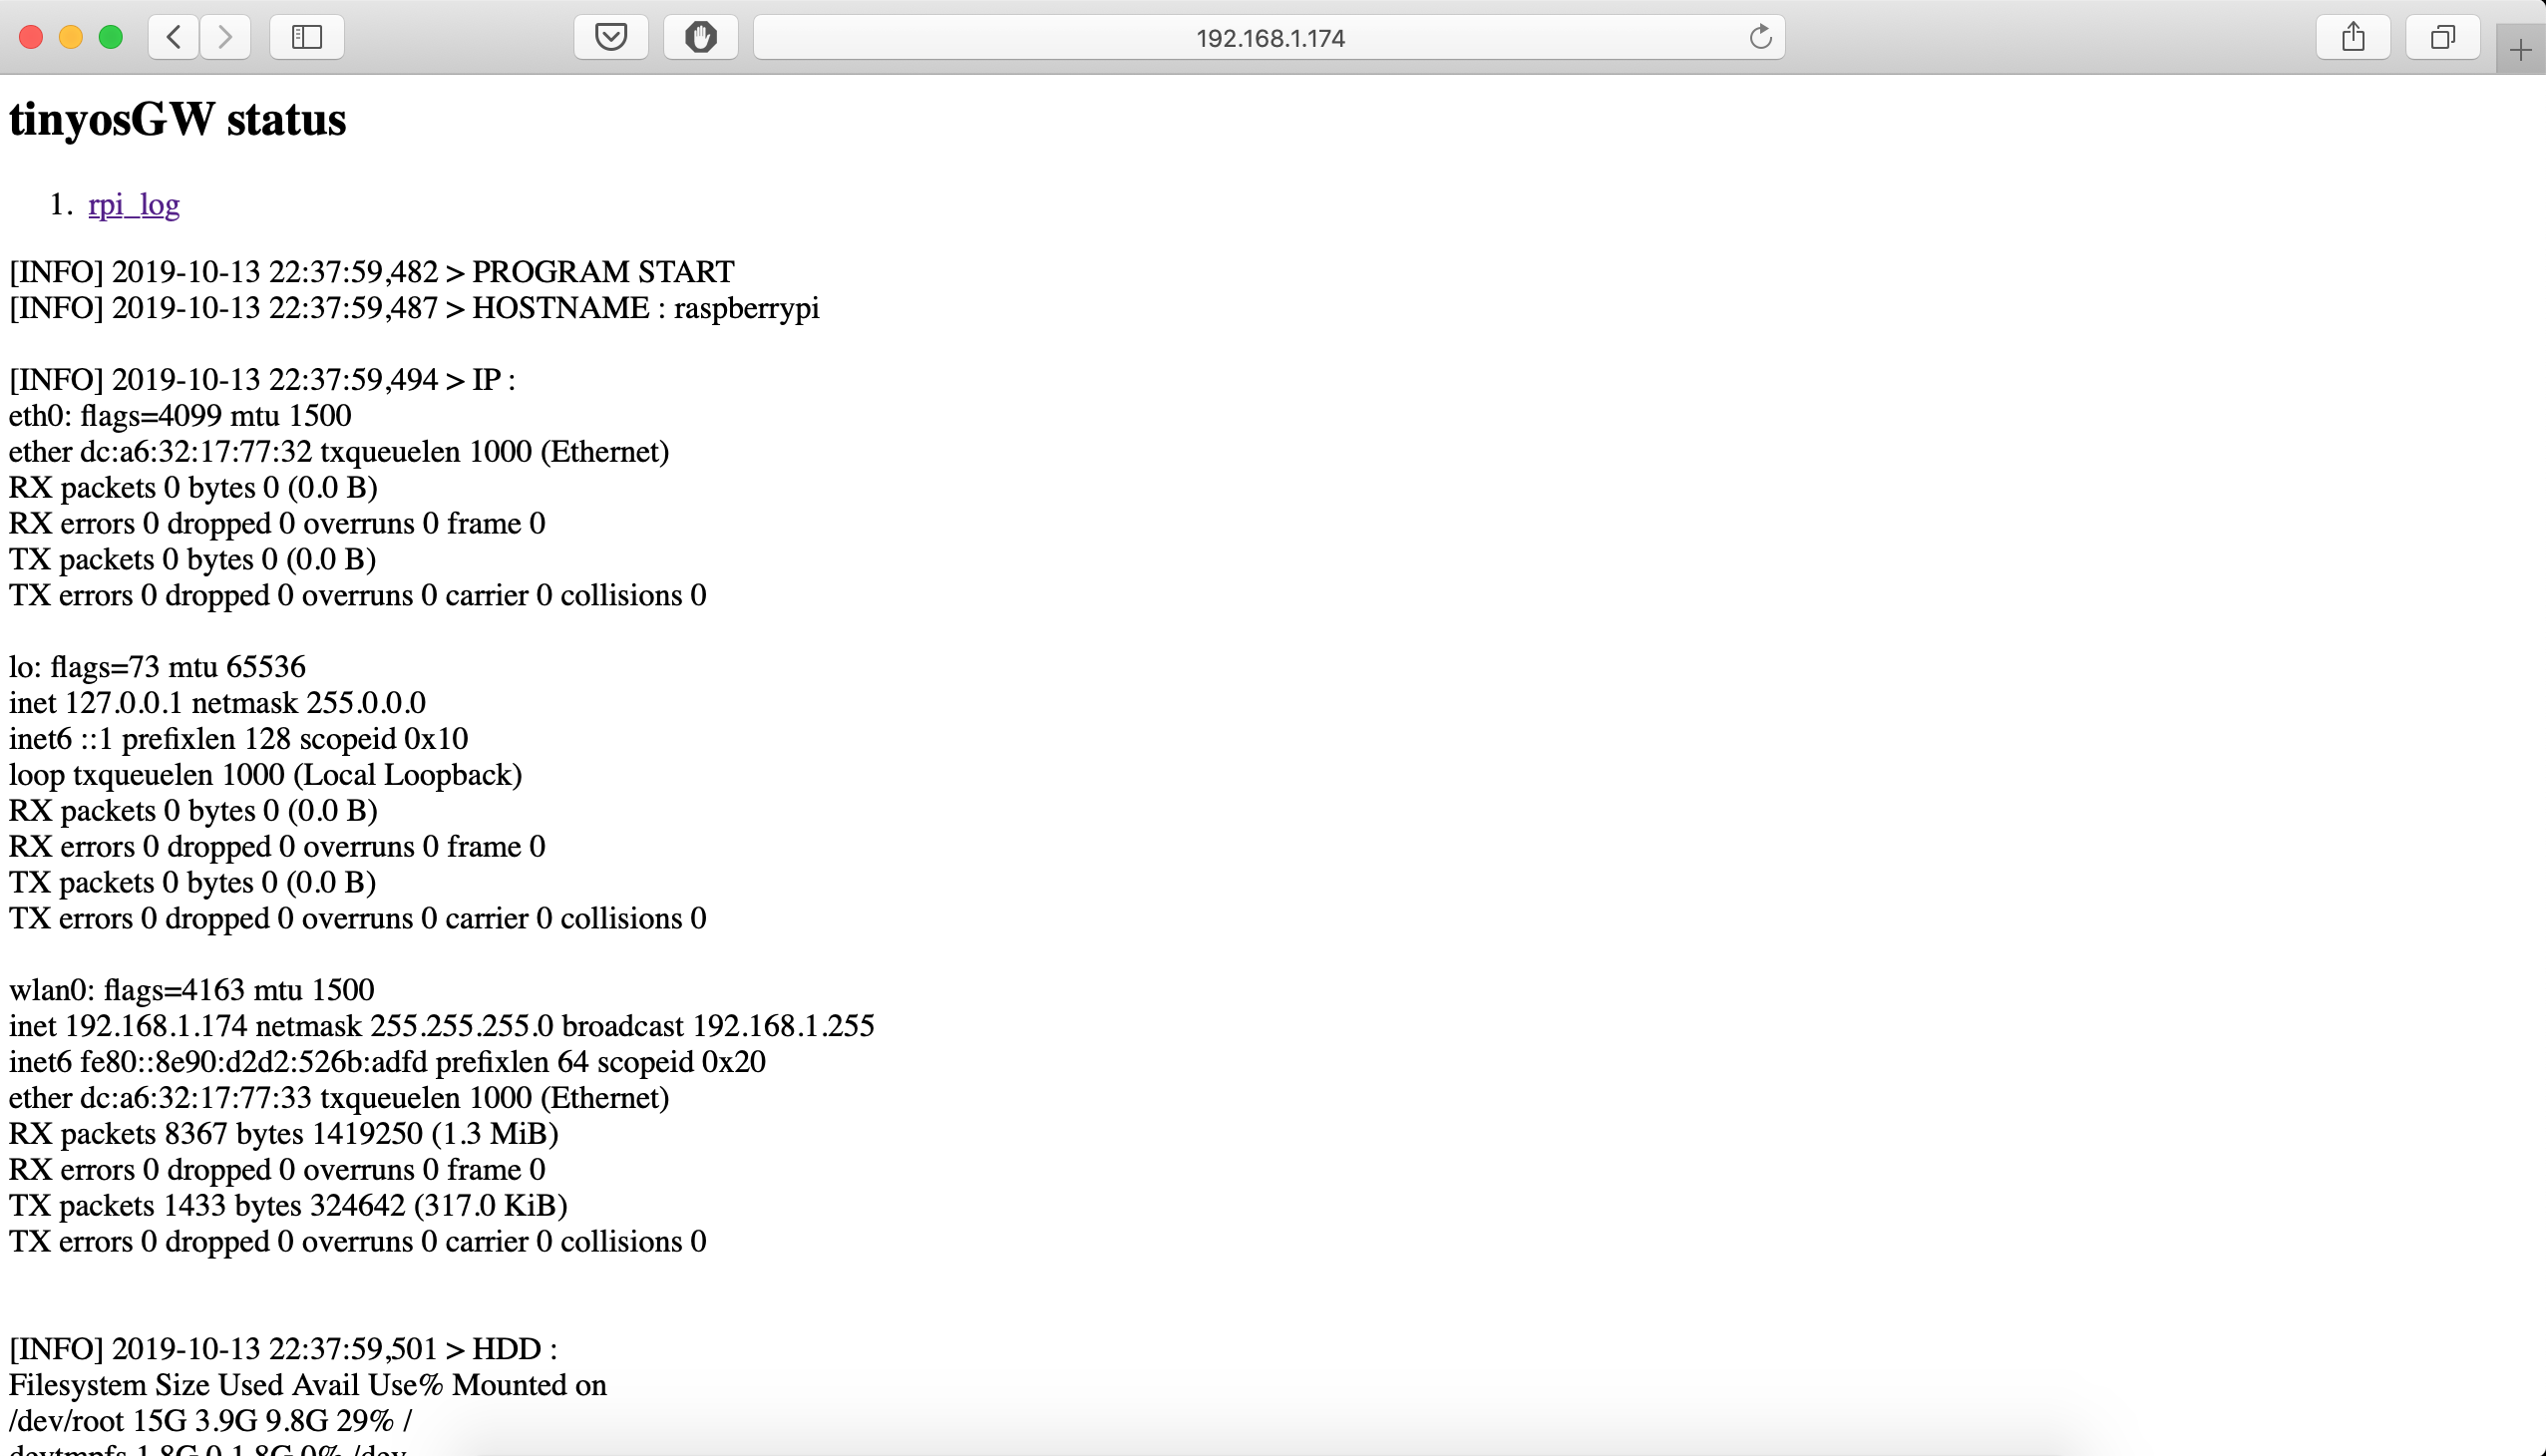 192.168.1.174
tinyosGW status
1. rpi_log
[INFO] 2019-10-13 22:37:59,482 > PROGRAM START
[INFO] 2019-10-13 22:37:59,487 > HOSTNAME : raspberrypi
[INFO] 2019-10-13 22:37:59,494 > IP :
eth0: flags=4099 mtu 1500
ether dc:a6:32:17:77:32 txqueuelen 1000 (Ethernet)
RX packets 0 bytes 0 (0.0 B)
RX errors 0 dropped 0 overruns 0 frame 0
TX packets 0 bytes 0 (0.0 B)
TX errors 0 dropped 0 overruns 0 carrier 0 collisions 0
lo: flags=73 mtu 65536
inet 127.0.0.1 netmask 255.0.0.0
inet6 ::1 prefixlen 128 scopeid 0x10
loop txqueuelen 1000 (Local Loopback)
RX packets 0 bytes 0 (0.0 B)
RX errors 0 dropped 0 overruns 0 frame 0
TX packets 0 bytes 0 (0.0 B)
TX errors 0 dropped 0 overruns 0 carrier 0 collisions 0
wlan0: flags=4163 mtu 1500
inet 192.168.1.174 netmask 255.255.255.0 broadcast 192.168.1.255
inet6 fe80::8e90:d2d2:526b:adfd prefixlen 64 scopeid 0x20
ether dc:a6:32:17:77:33 txqueuelen 1000 (Ethernet)
RX packets 8367 bytes 1419250 (1.3 MiB)
RX errors 0 dropped 0 overruns 0 frame 0
TX packets 1433 bytes 324642 (317.0 KiB)
TX errors 0 dropped 0 overruns 0 carrier 0 collisions 0
[INFO] 2019-10-13 22:37:59,501 > HDD :
Filesystem Size Used Avail Use% Mounted on
/dev/root 15G 3.9G 9.8G 29% /
devtmpfs 1.8G 0 1.8G 0% /dev